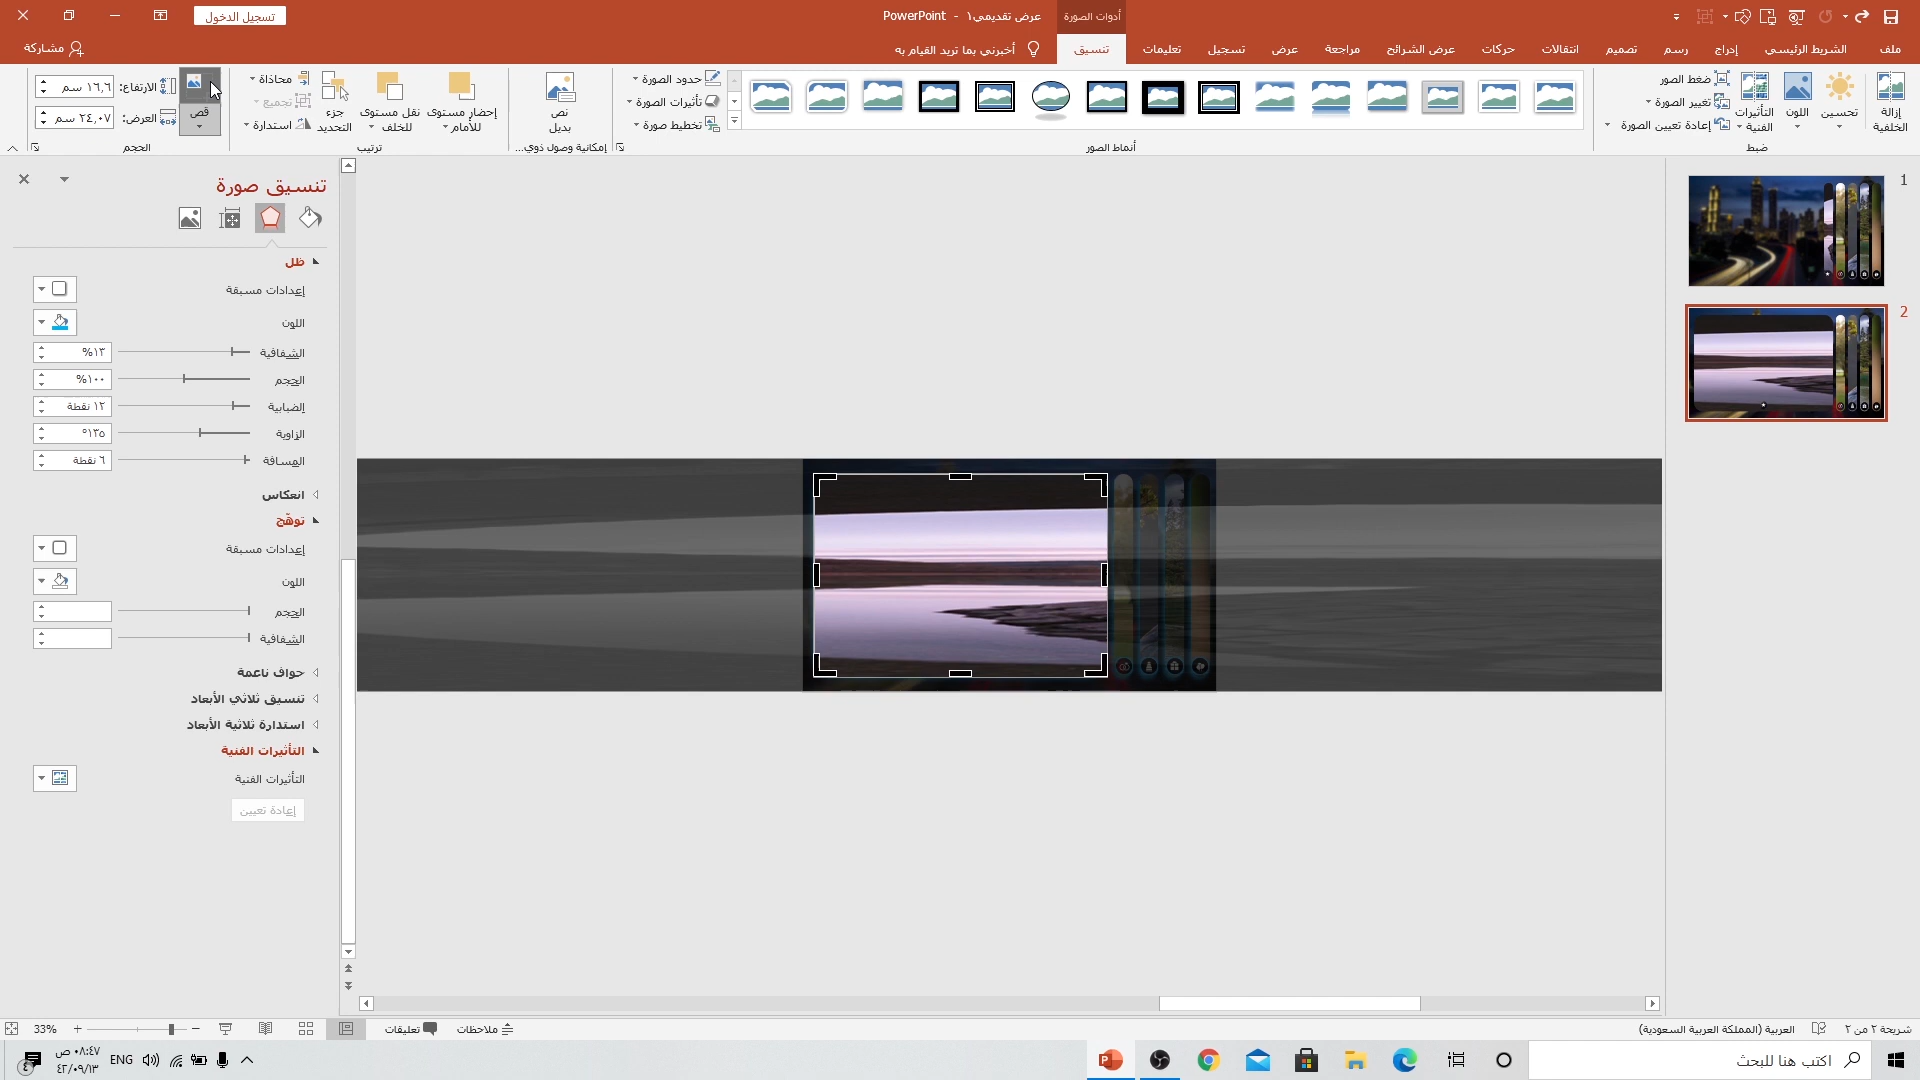 تسجيل الدخول
PowerPoint - عرض تقديمي١
أدوات الصورة
ملف
الشريط الرئيسي
إدراج
رسم
تصميم
انتقالات
حركات
عرض الشرائح
مراجعة
عرض
تسجيل
تعليمات
تنسيق
أخبرني بما تريد القيام به
مشاركة
إزالة الخلفية
تحسين
اللون
التأثيرات الفنية
ضغط الصور
تغيير الصورة
إعادة تعيين الصورة
ضبط
أنماط الصور
حدود الصورة
تأثيرات الصورة
تخطيط صورة
نص بديل
إمكانية وصول ذوي...
إحضار مستوى للأمام
نقل مستوى للخلف
جزء التحديد
محاذاة
تجميع
استدارة
ترتيب
قص
الارتفاع: ١٦,٦ سم
العرض: ٢٤,٠٧ سم
الحجم
تنسيق صورة
ظل
إعدادات مسبقة
اللون
الشفافية
١٣%
الحجم
١٠٠%
الضبابية
١٢ نقطة
الزاوية
١٣٥°
المسافة
٦ نقطة
انعكاس
توهّج
إعدادات مسبقة
اللون
الحجم
الشفافية
حواف ناعمة
تنسيق ثلاثي الأبعاد
استدارة ثلاثية الأبعاد
التأثيرات الفنية
التأثيرات الفنية
إعادة تعيين
1
2
شريحة ٢ من ٢
العربية (المملكة العربية السعودية)
ملاحظات
تعليقات
33%
اكتب هنا للبحث
ENG
٠٨:٤٧ ص
٤٢/٠٩/١٣
٤